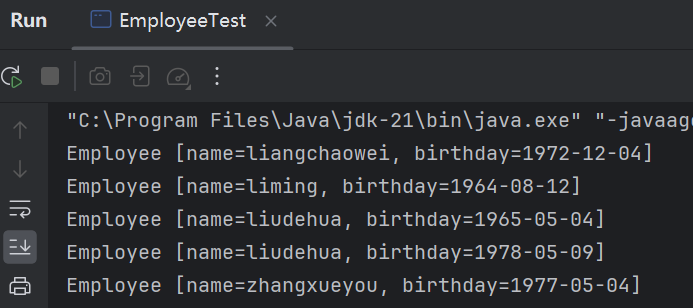 Run EmployeeTest
"C:\Program Files\Java\jdk-21\bin\java.exe" "-javaage
Employee [name=liangchaowei, birthday=1972-12-04]
Employee [name=liming, birthday=1964-08-12]
Employee [name=liudehua, birthday=1965-05-04]
Employee [name=liudehua, birthday=1978-05-09]
Employee [name=zhangxueyou, birthday=1977-05-04]